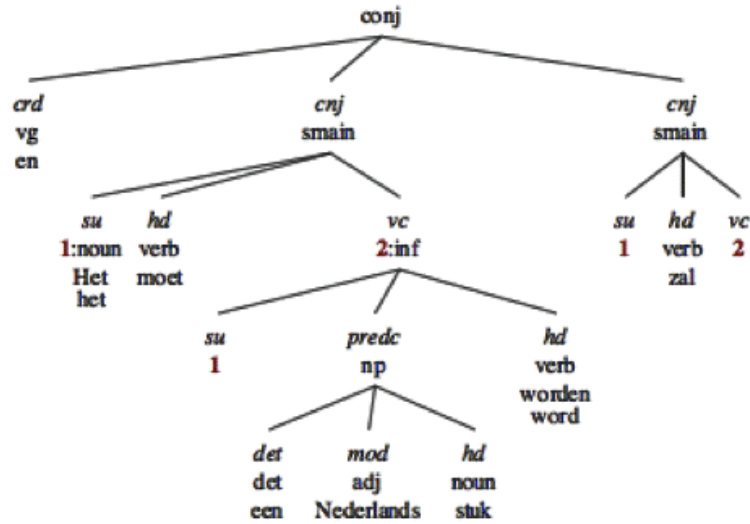 conj
crd cnj cnj
vg smain smain
en
su hd vc su hd vc
1:noun verb 2:inf 1 verb 2
Het moet zal
het
su predc hd
1 np verb
worden
word
det mod hd
det adj noun
een Nederlands stuk